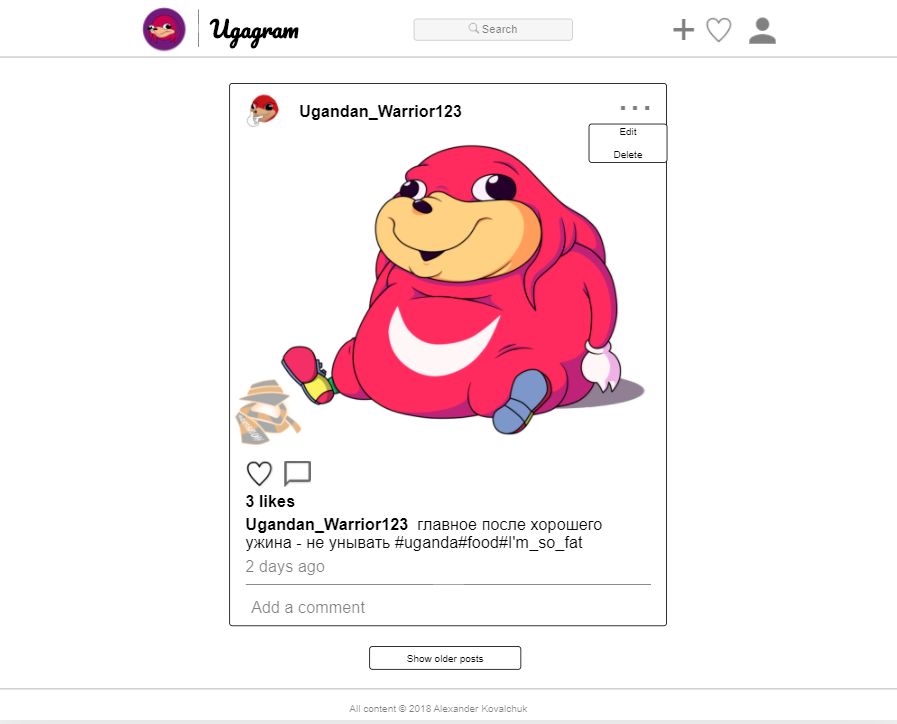 Ugagram
Search
Ugandan_Warrior123
Edit
Delete
3 likes
Ugandan_Warrior123 главное после хорошего
ужина - не унывать #uganda#food#I'm_so_fat
2 days ago
Add a comment
Show older posts
All content © 2018 Alexander Kovalchuk